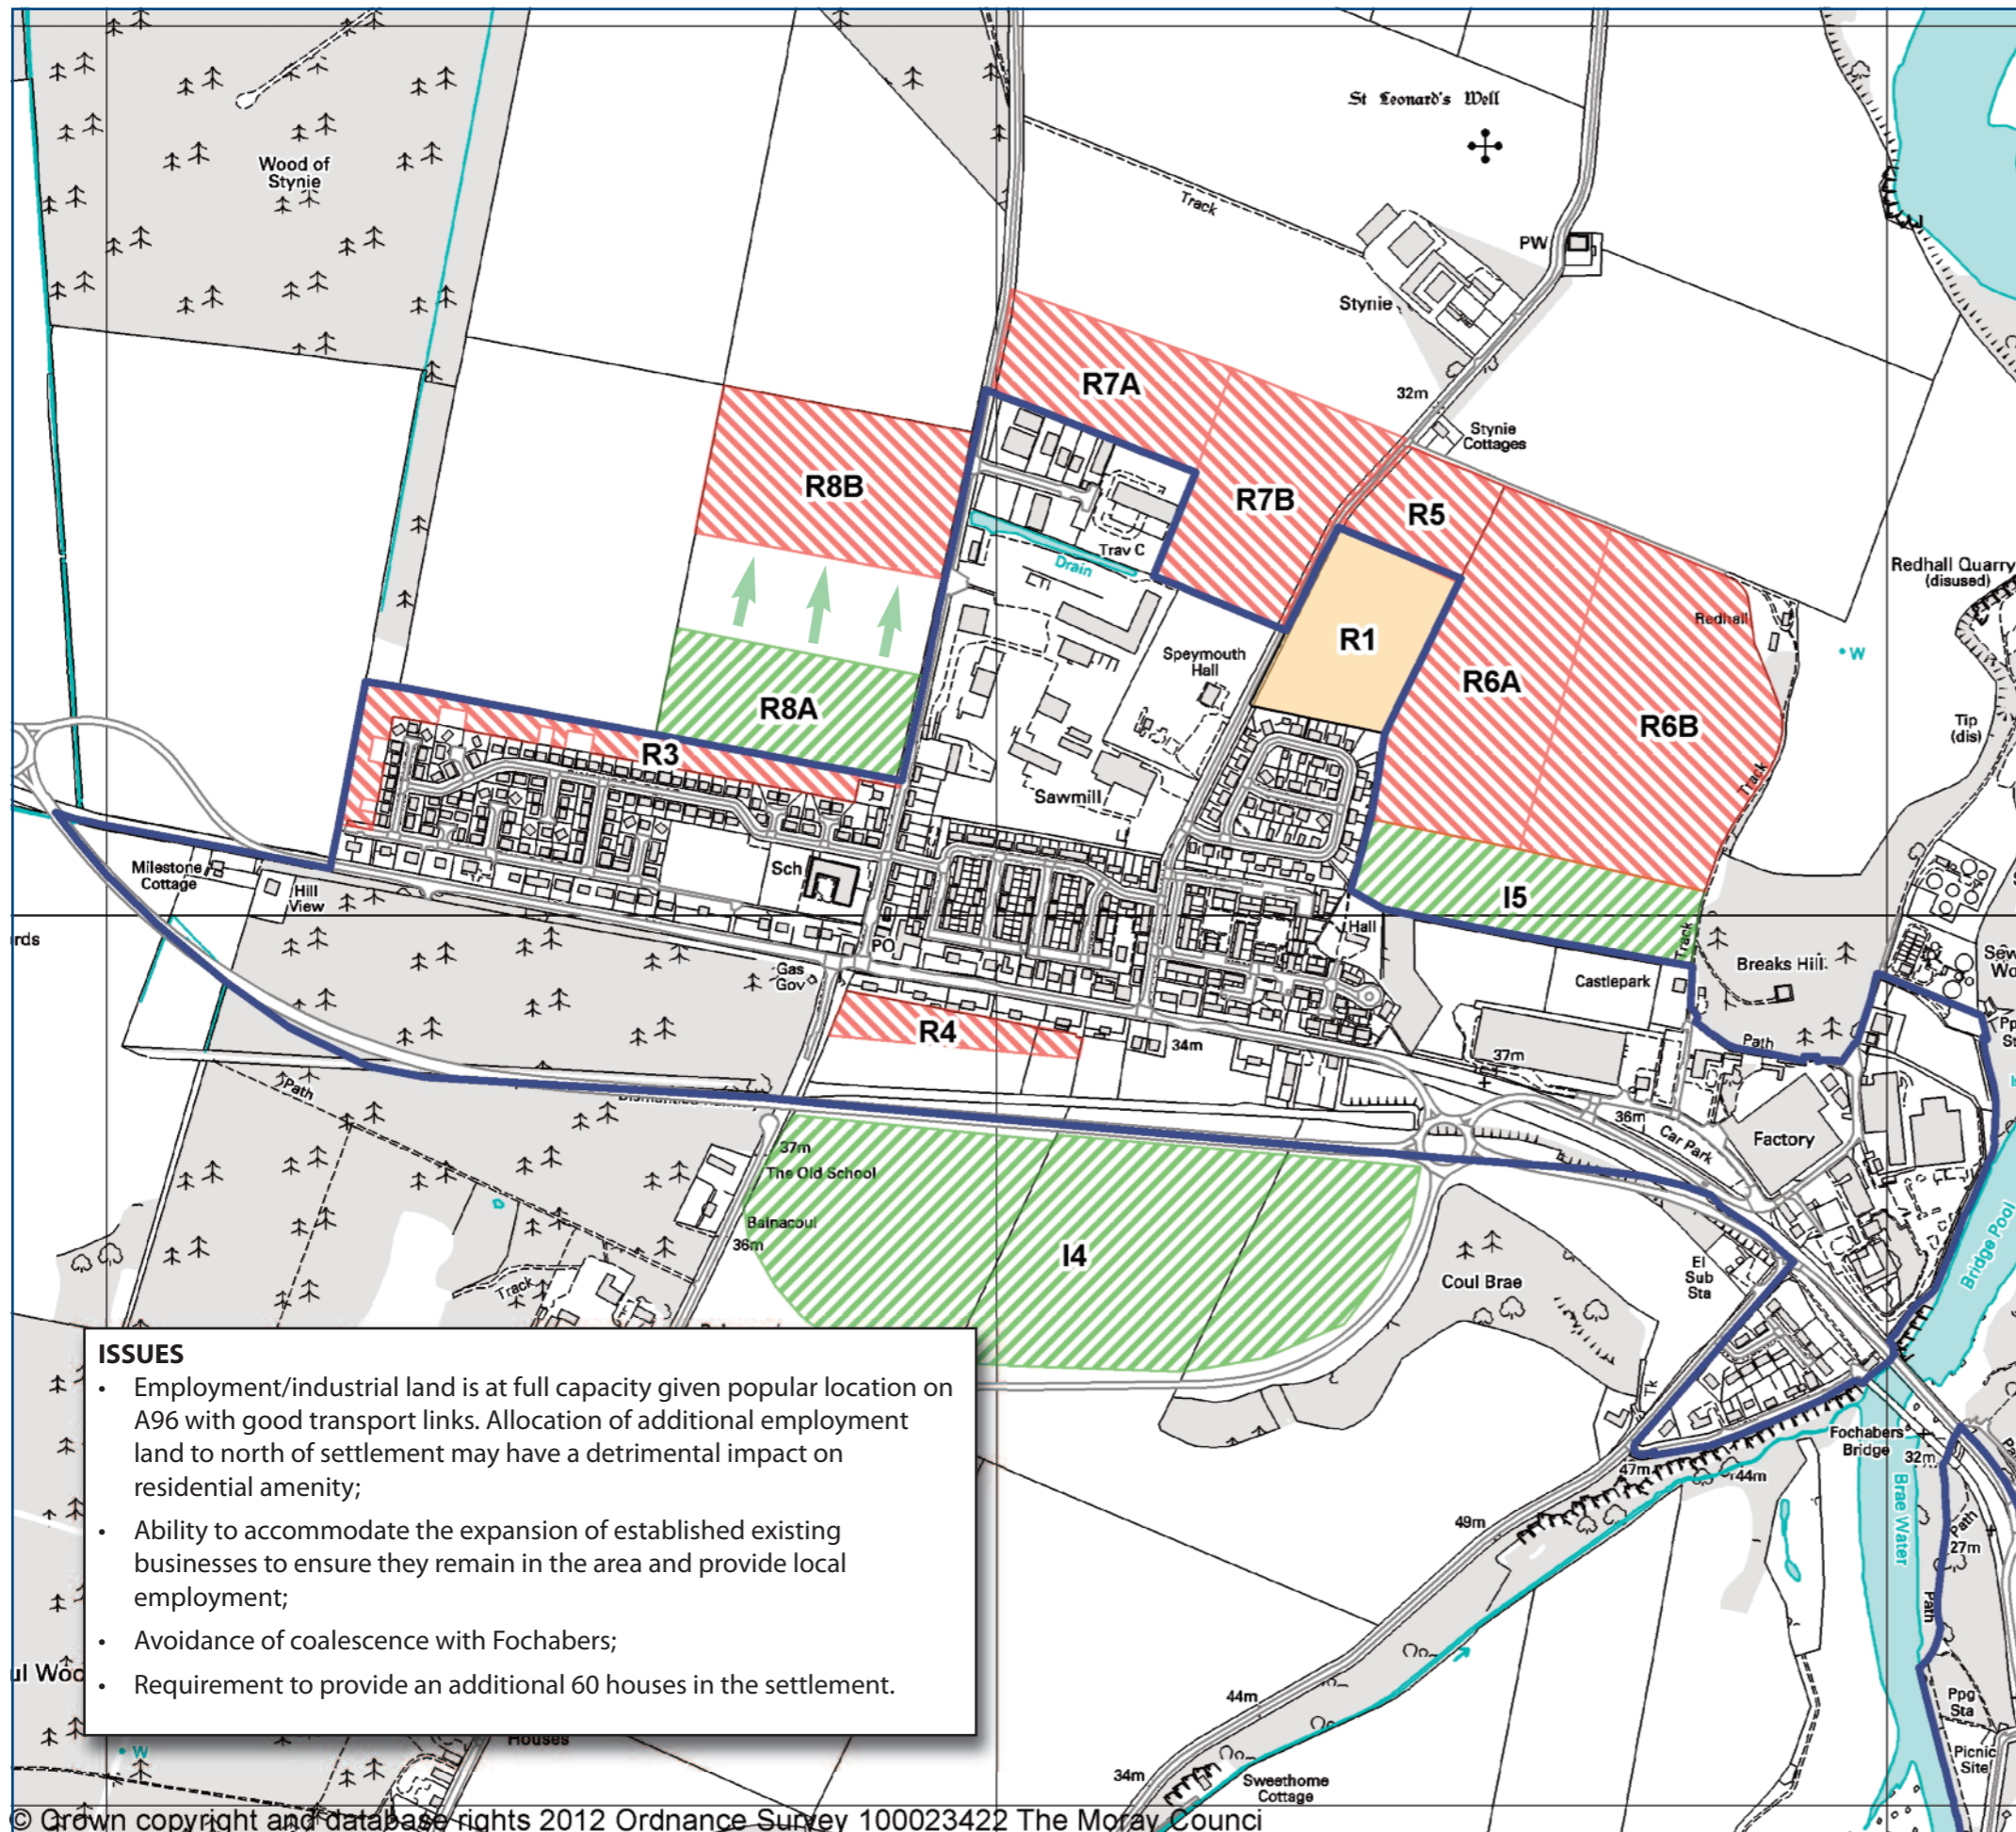 St Leonard's Well
Wood of
Stynie
Track
PW
Stynie
R7A
32m
Stynie
Cottages
R8B
R7B
R5
Trav C
Drain
Redhall Quarry
(disused)
Redhall
W
R1
Speymouth
Hall
R6A
R8A
R6B
Tip
(dis)
R3
Track
Sawmill
Milestone
Cottage
Hill
View
Sch
I5
rds
PO
Hall
Track
Gas
Gov
Breaks Hill
Castlepark
R4
34m
Path
37m
Path
36m
Car Park
Factory
37m
The Old School
Bainacoul
36m
I4
Bridge Pool
El
Sub
Sta
Coul Brae
Track
ISSUES
• Employment/industrial land is at full capacity given popular location on
A96 with good transport links. Allocation of additional employment
land to north of settlement may have a detrimental impact on
residential amenity;
• Ability to accommodate the expansion of established existing
businesses to ensure they remain in the area and provide local
employment;
• Avoidance of coalescence with Fochabers;
• Requirement to provide an additional 60 houses in the settlement.
Tk
Fochabers
Bridge
32m
47m
44m
49m
Brae Water
Path
27m
Path
44m
Ppg
Sta
Picnic
Site
W
Houses
34m
Sweethome
Cottage
© Crown copyright and database rights 2012 Ordnance Survey 100023422 The Moray Counci